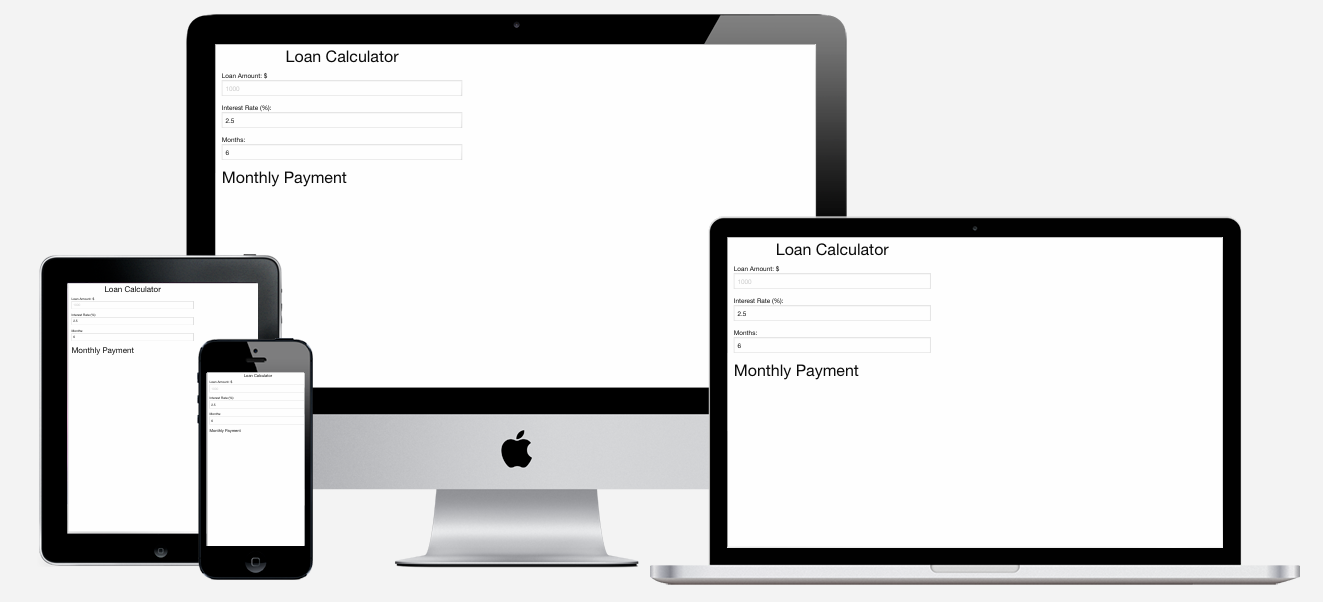 Loan Calculator
Loan Amount: $
1000
Interest Rate (%):
2.5
Months:
6
Monthly Payment
Loan Calculator
Loan Amount: $
1000
Interest Rate (%):
2.5
Months:
6
Monthly Payment
Loan Calculator
Loan Amount: $
Interest Rate (%):
2.5
Months:
6
Monthly Payment
Loan Calculator
Loan Amount: $
Interest Rate (%):
2.5
Months:
6
Monthly Payment